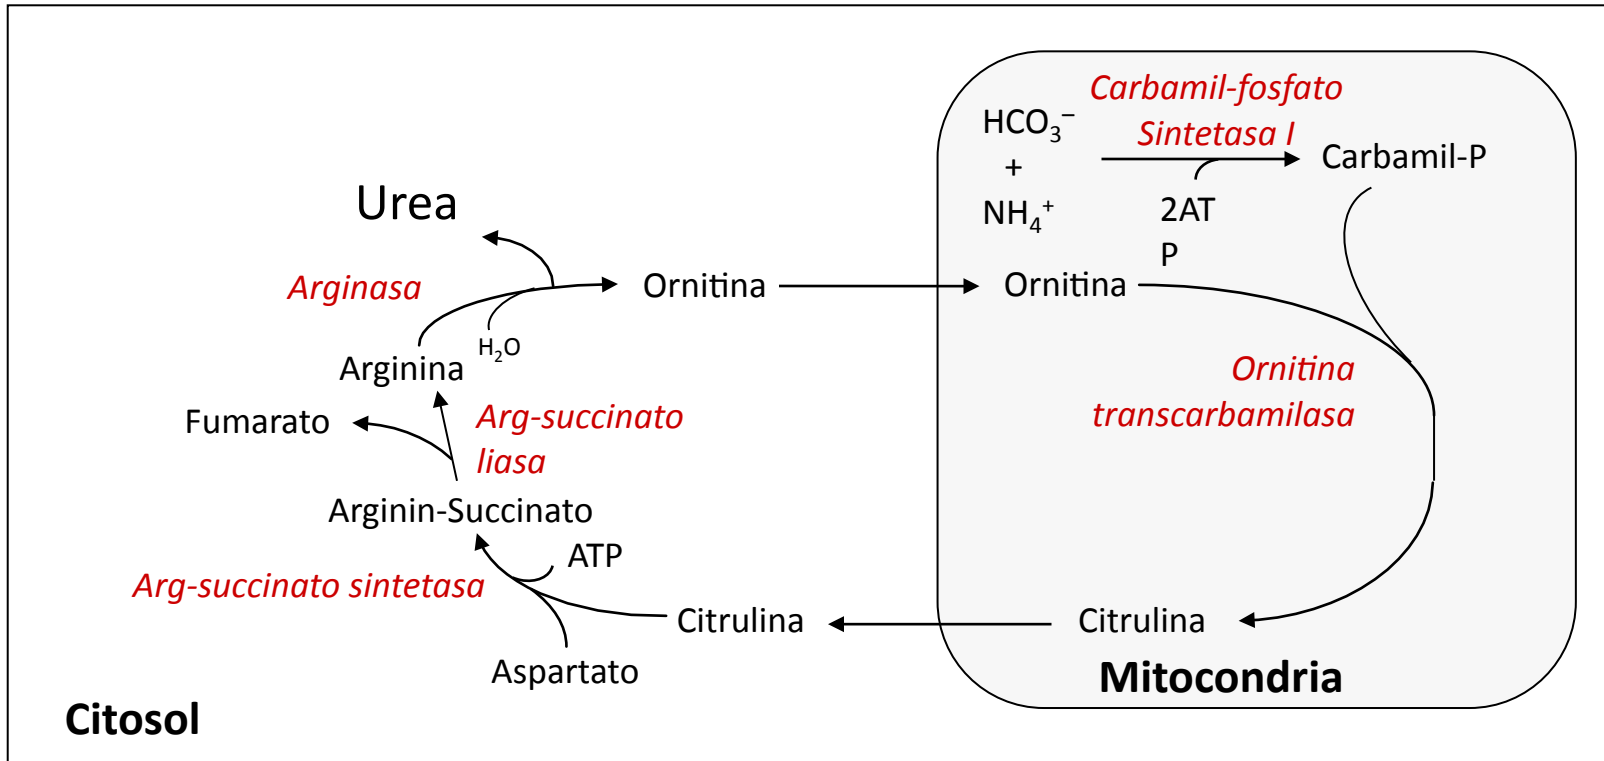 Carbamil-fosfato
Sintetasa I
HCO₃⁻
+
NH₄⁺
2AT
P
Carbamil-P
Urea
Arginasa
Ornitina
Ornitina
H₂O
Arginina
Ornitina
transcarbamilasa
Fumarato
Arg-succinato
liasa
Arginin-Succinato
ATP
Arg-succinato sintetasa
Citrulina
Citrulina
Aspartato
Mitocondria
Citosol